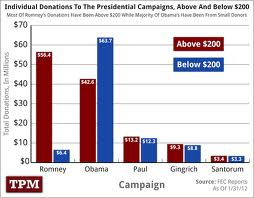 Individual Donations To The Presidential Campaigns, Above And Below $200
Most Of Romney's Donations Have Been Above $200 While Majority Of Obama's Have Been From Small Donors
Total Donations, In Millions
$70
$60
$50
$40
$30
$20
$10
$0
Above $200
Below $200
$56.4
$6.4
$42.6
$63.7
$13.2
$12.3
$9.3
$8.8
$3.4
$3.3
Romney
Obama
Paul
Gingrich
Santorum
TPM
Campaign
Source: FEC Reports
As Of 1/31/12